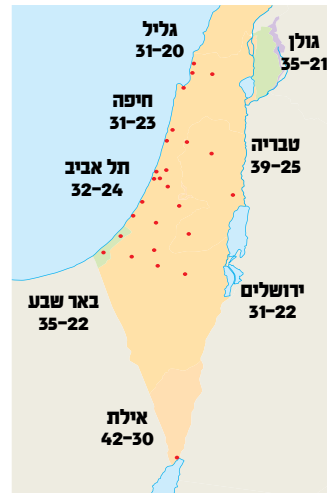 גליל
31-20
גולן
35-21
חיפה
31-23
טבריה
39-25
תל אביב
32-24
ירושלים
31-22
באר שבע
35-22
אילת
42-30